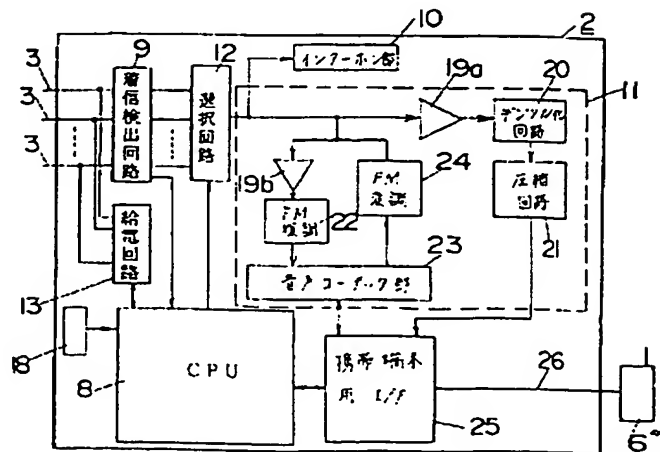 10
2
9
12
インターホン部
19a
20
11
3
3
3
着信検出回路
選択回路
デジタル化
回路
24
19b
FM
復調
22
FM
変調
圧縮
回路
21
給電回路
23
音声コーデック部
13
18
8
CPU
携帯端末
用 I/F
25
26
6"